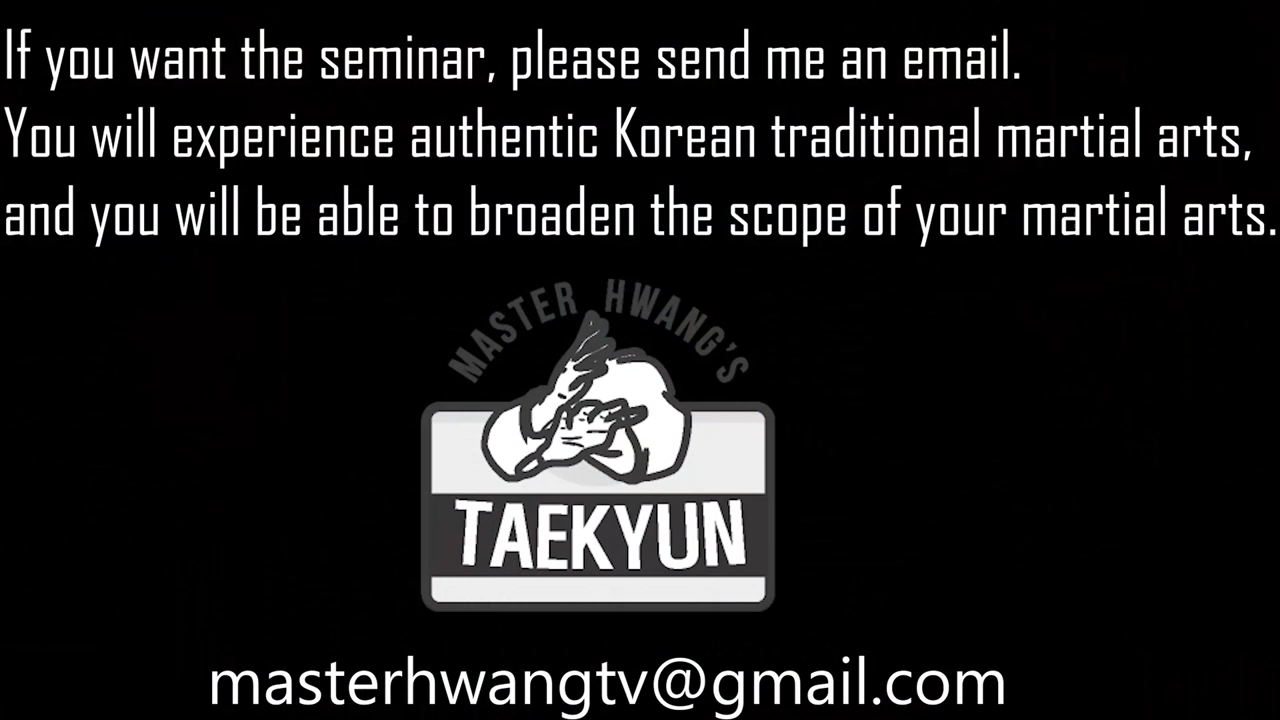 If you want the seminar, please send me an email.
You will experience authentic Korean traditional martial arts,
and you will be able to broaden the scope of your martial arts.
MASTER HWANG'S
TAEKYUN
masterhwangtv@gmail.com